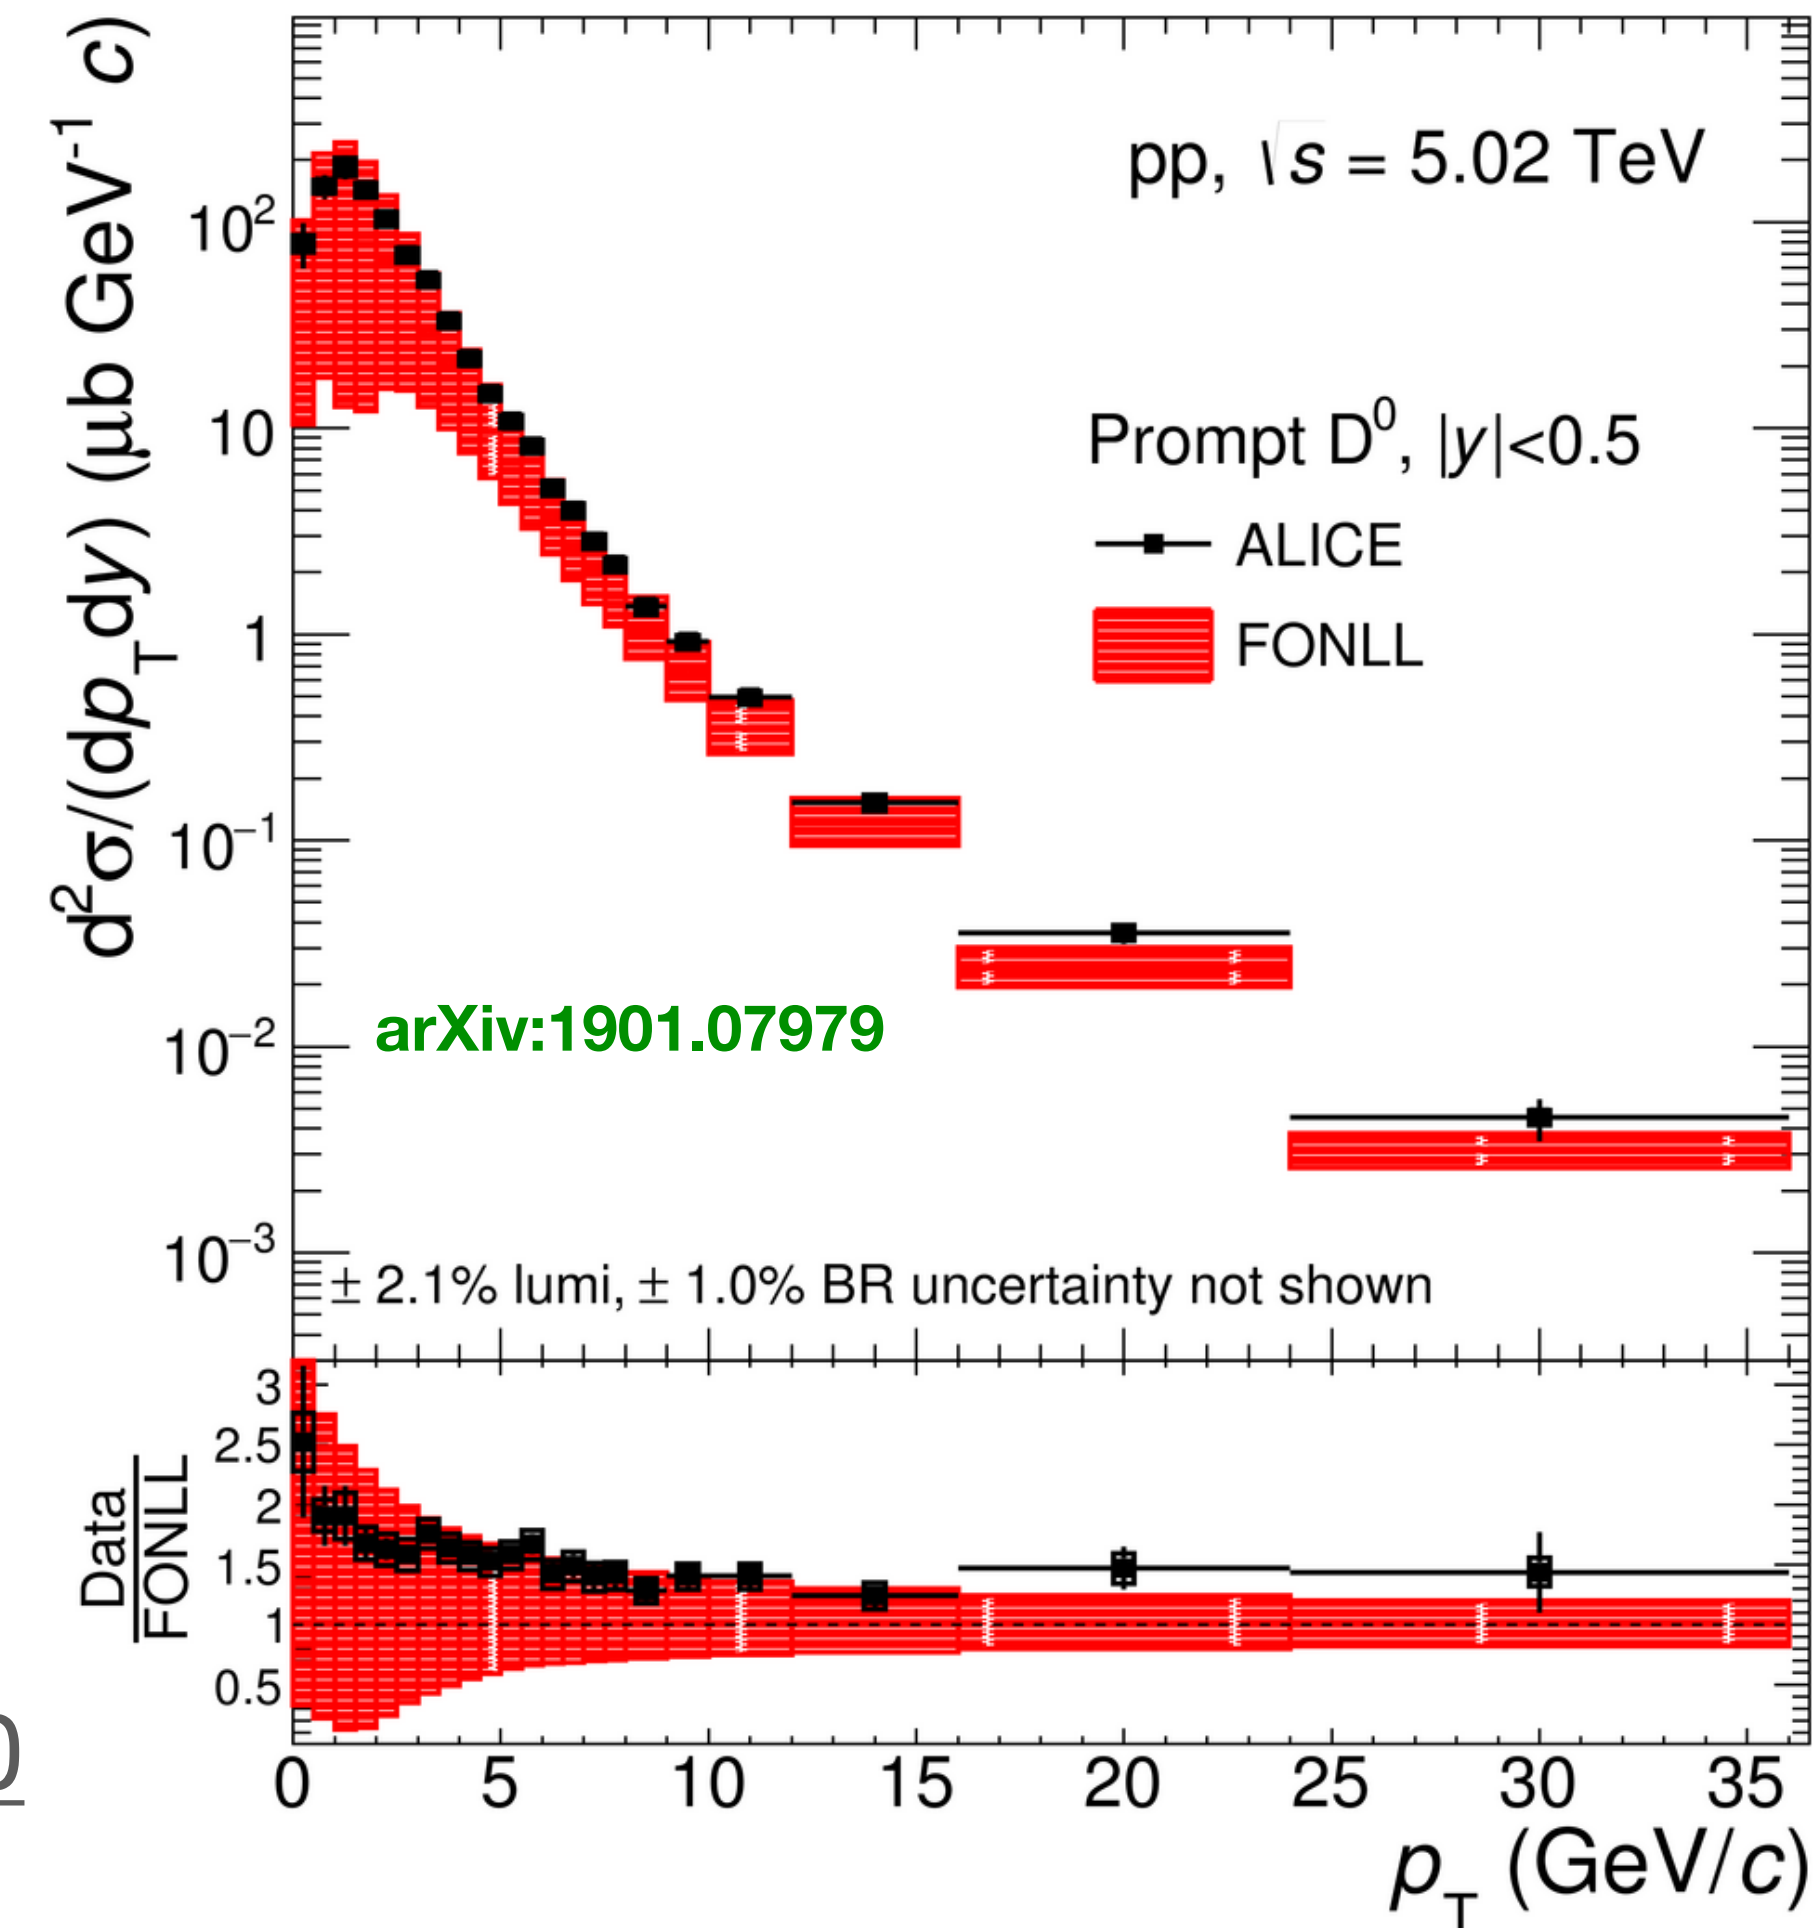 d²σ/(dp_T dy) (μb GeV⁻¹ c)
10²
10
1
10⁻¹
10⁻²
10⁻³
pp, √s = 5.02 TeV
Prompt D⁰, |y|<0.5
ALICE
FONLL
arXiv:1901.07979
± 2.1% lumi, ± 1.0% BR uncertainty not shown
Data
FONLL
3
2.5
2
1.5
1
0.5
0 5 10 15 20 25 30 35
p_T (GeV/c)